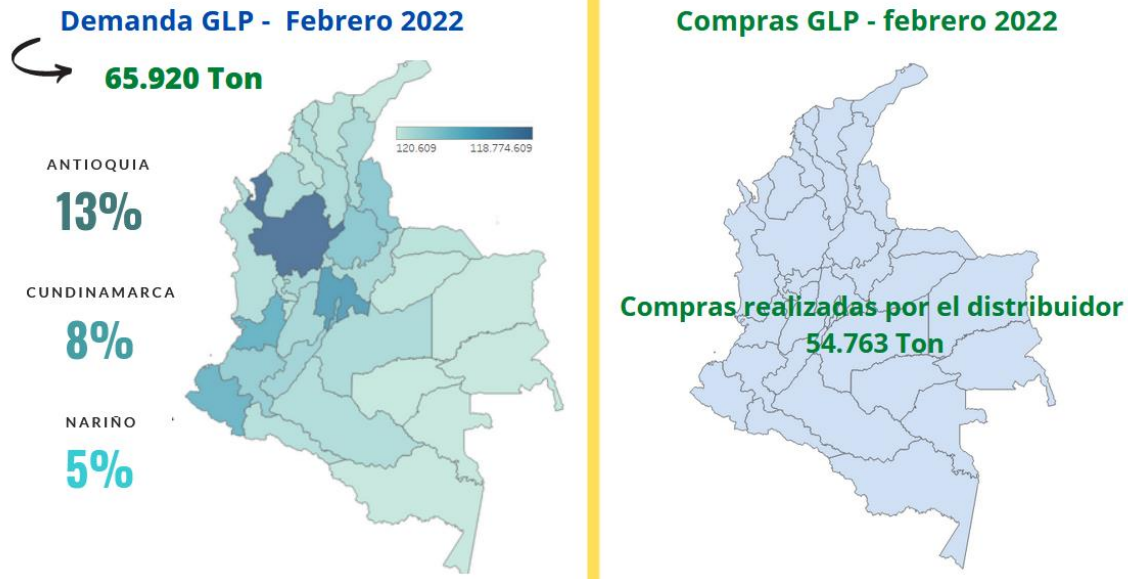 Demanda GLP - Febrero 2022
65.920 Ton
120.609 118.774.609
ANTIOQUIA
13%
CUNDINAMARCA
8%
NARIÑO
5%
Compras GLP - febrero 2022
Compras realizadas por el distribuidor
54.763 Ton